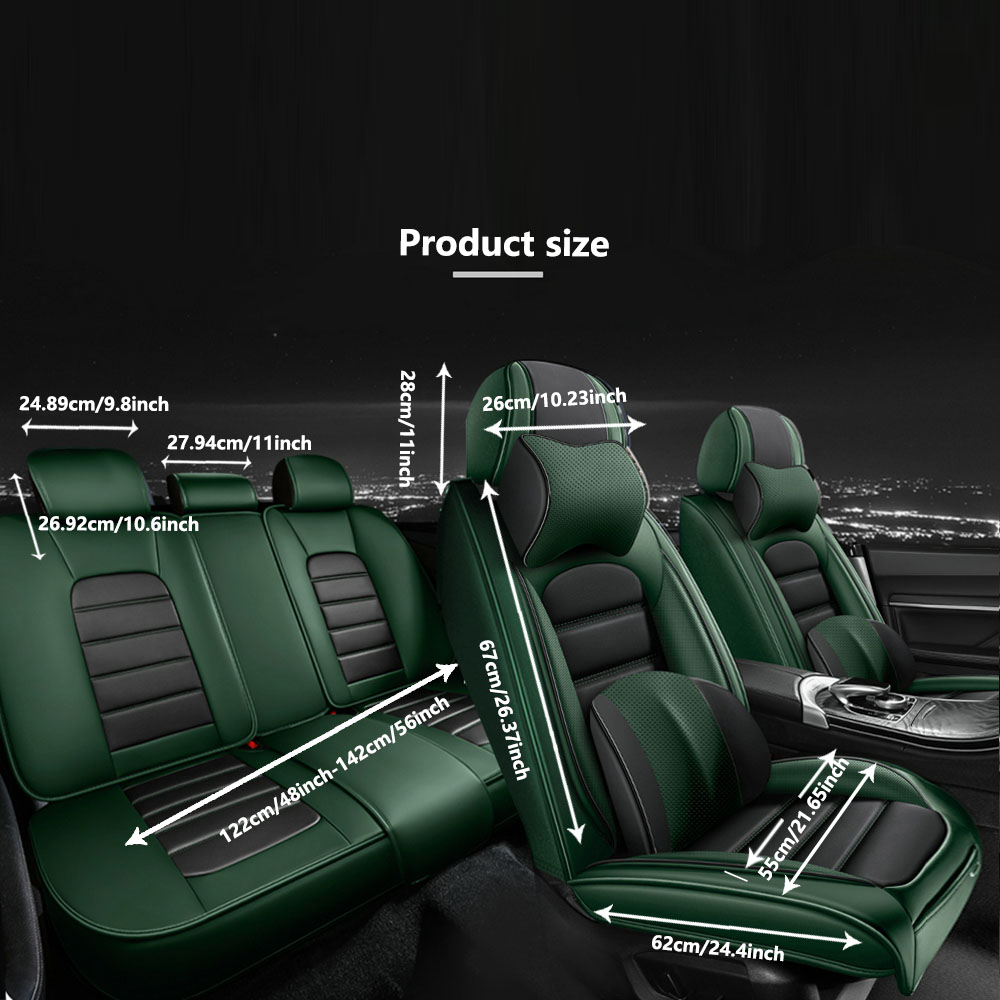 Product size
28cm/11inch
26cm/10.23inch
24.89cm/9.8inch
27.94cm/11inch
26.92cm/10.6inch
67cm/26.37inch
122cm/48inch-142cm/56inch
55cm/21.65inch
62cm/24.4inch